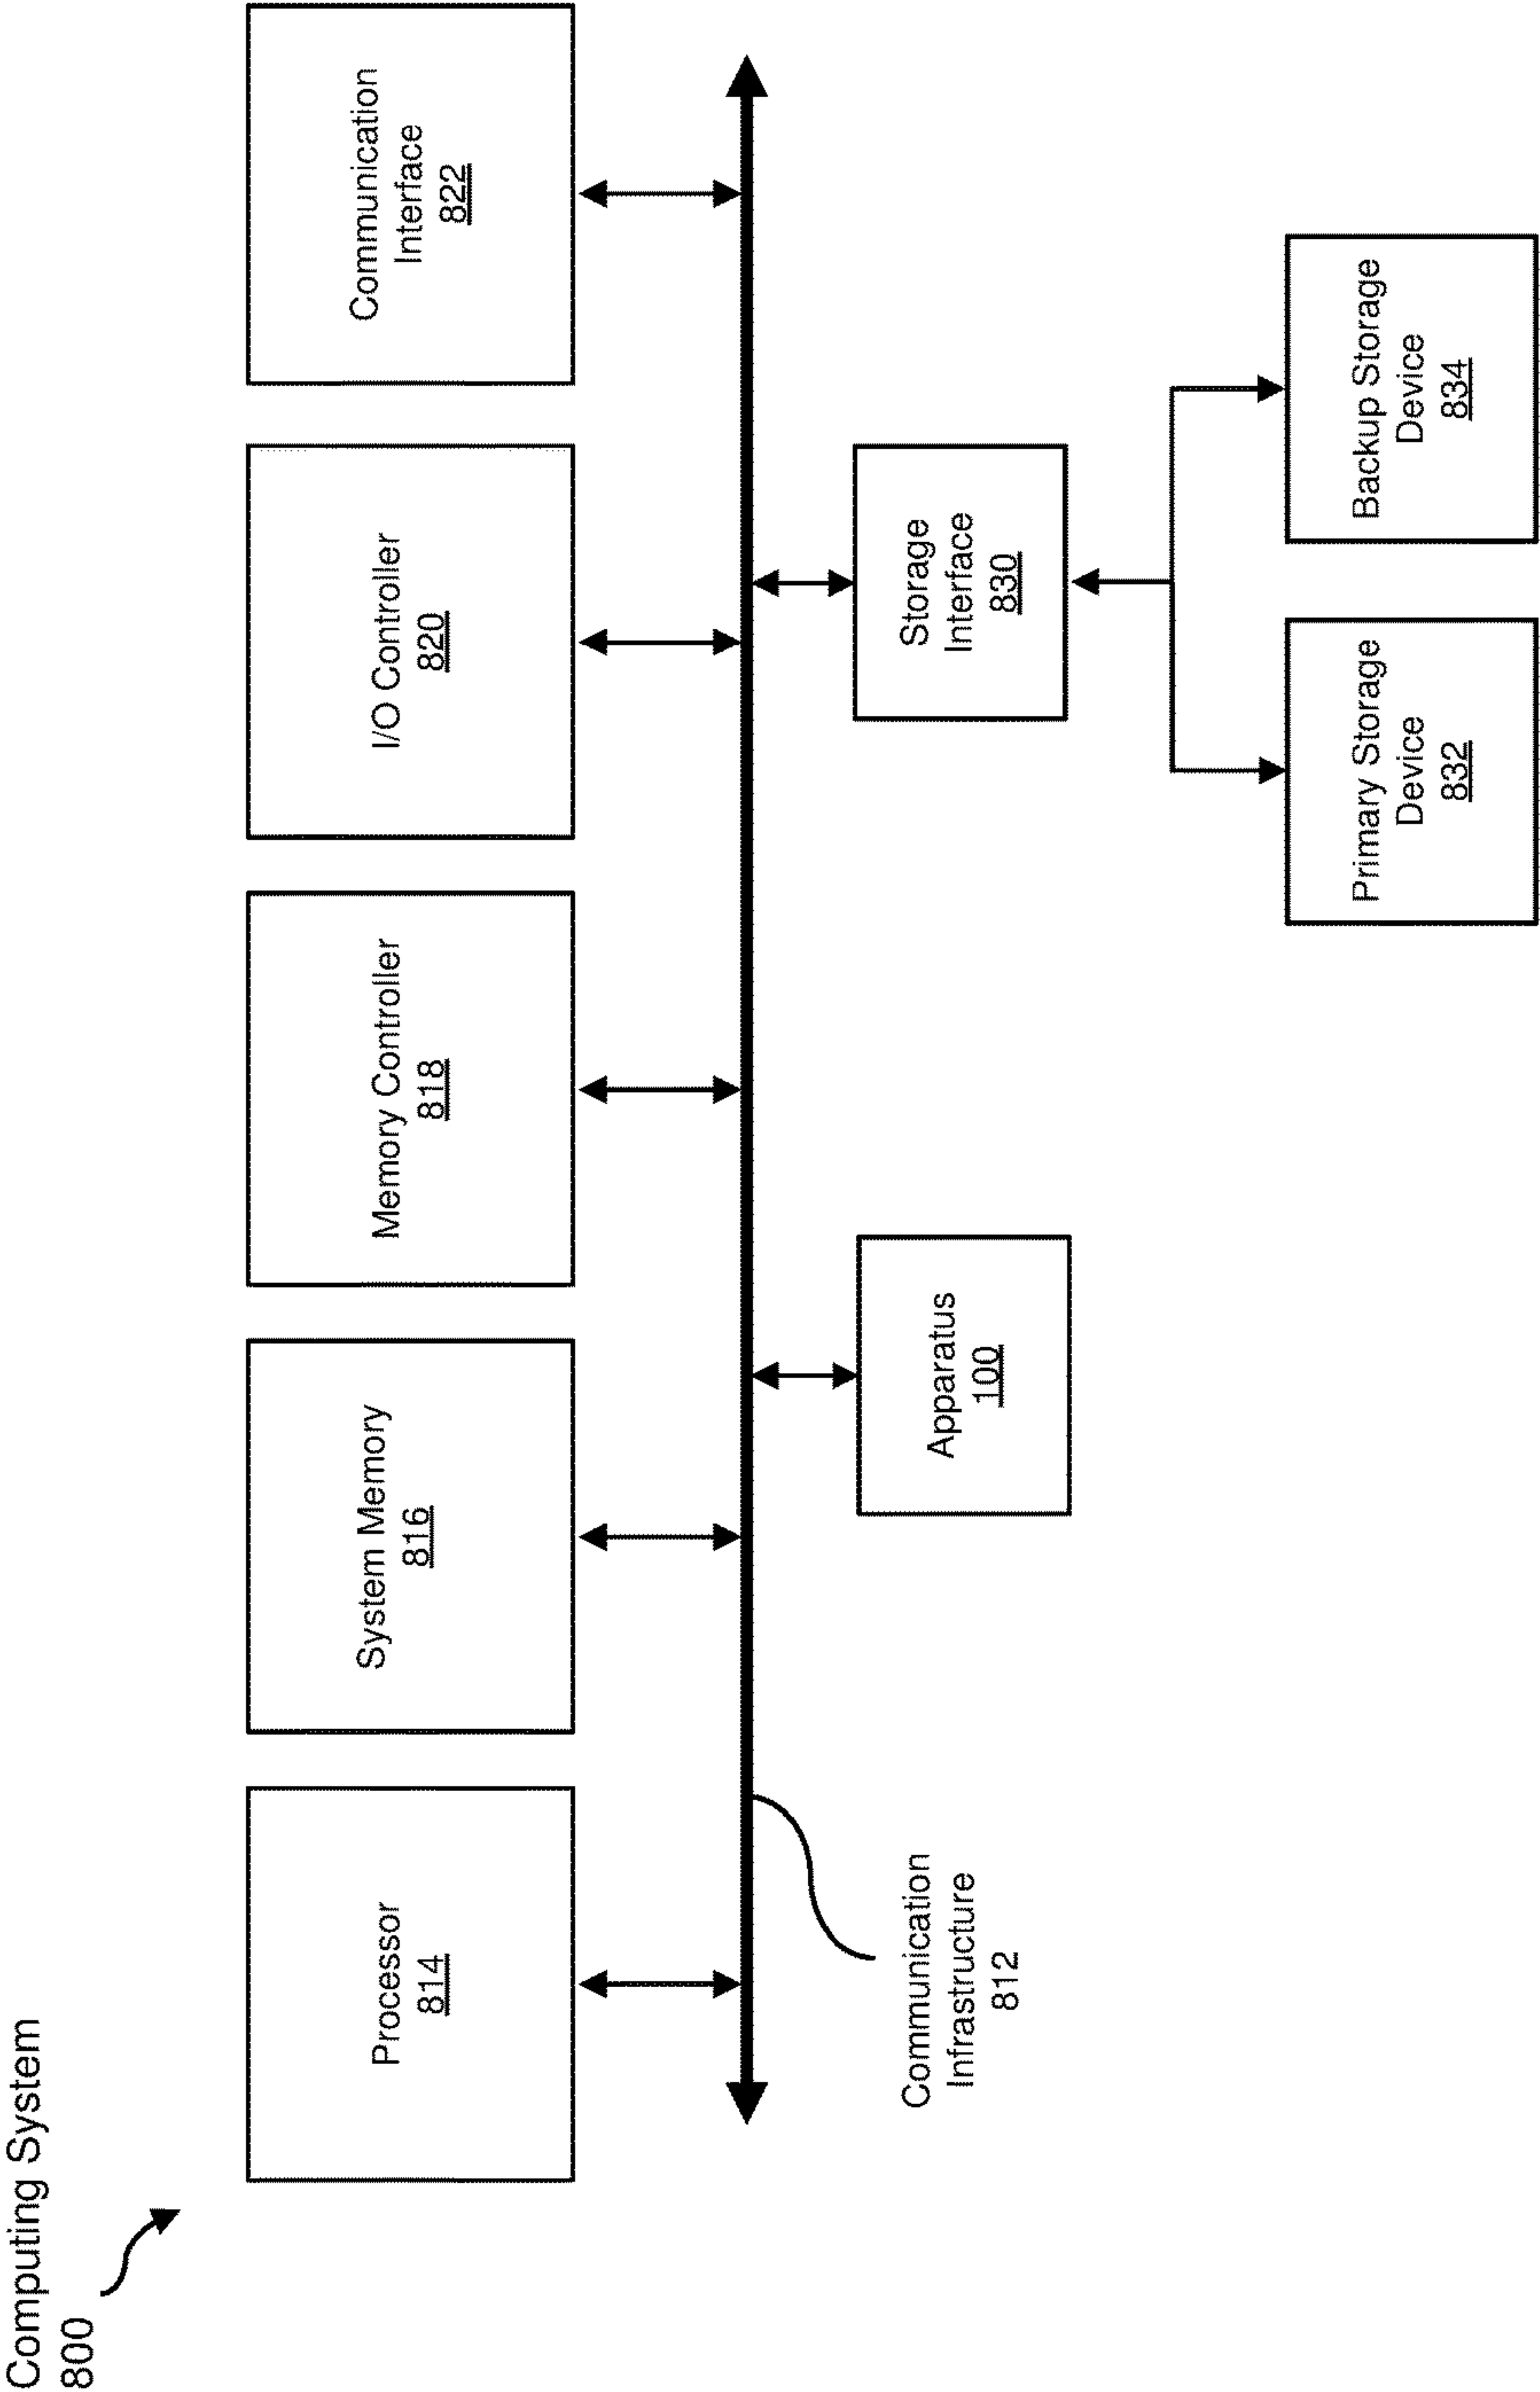 Computing System
800
Processor
814
System Memory
816
Memory Controller
818
I/O Controller
820
Communication
Interface
822
Communication
Infrastructure
812
Apparatus
100
Storage
Interface
830
Primary Storage
Device
832
Backup Storage
Device
834